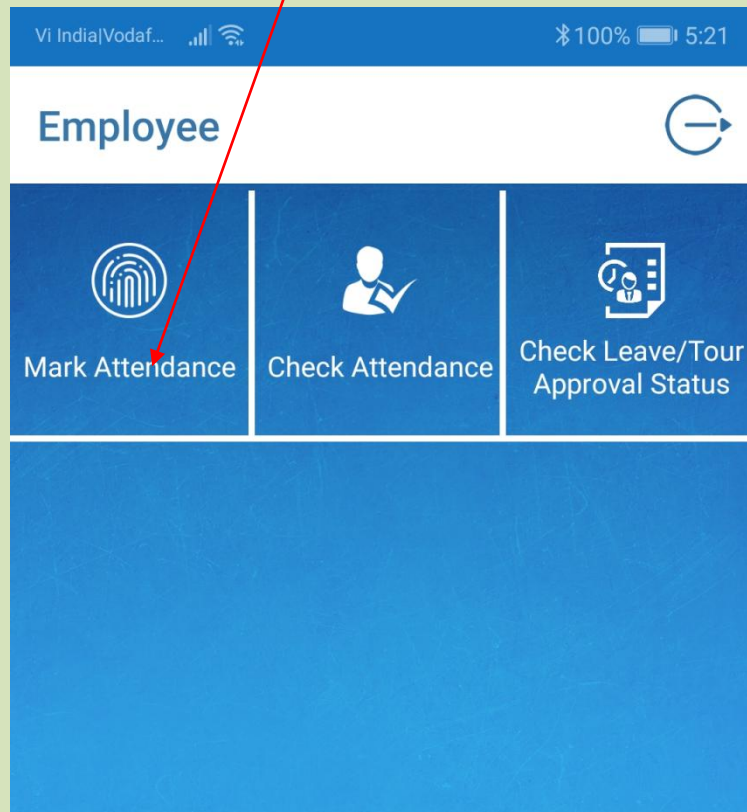 Vi India|Vodaf... 100% 5:21
Employee
Mark Attendance
Check Attendance
Check Leave/Tour
Approval Status